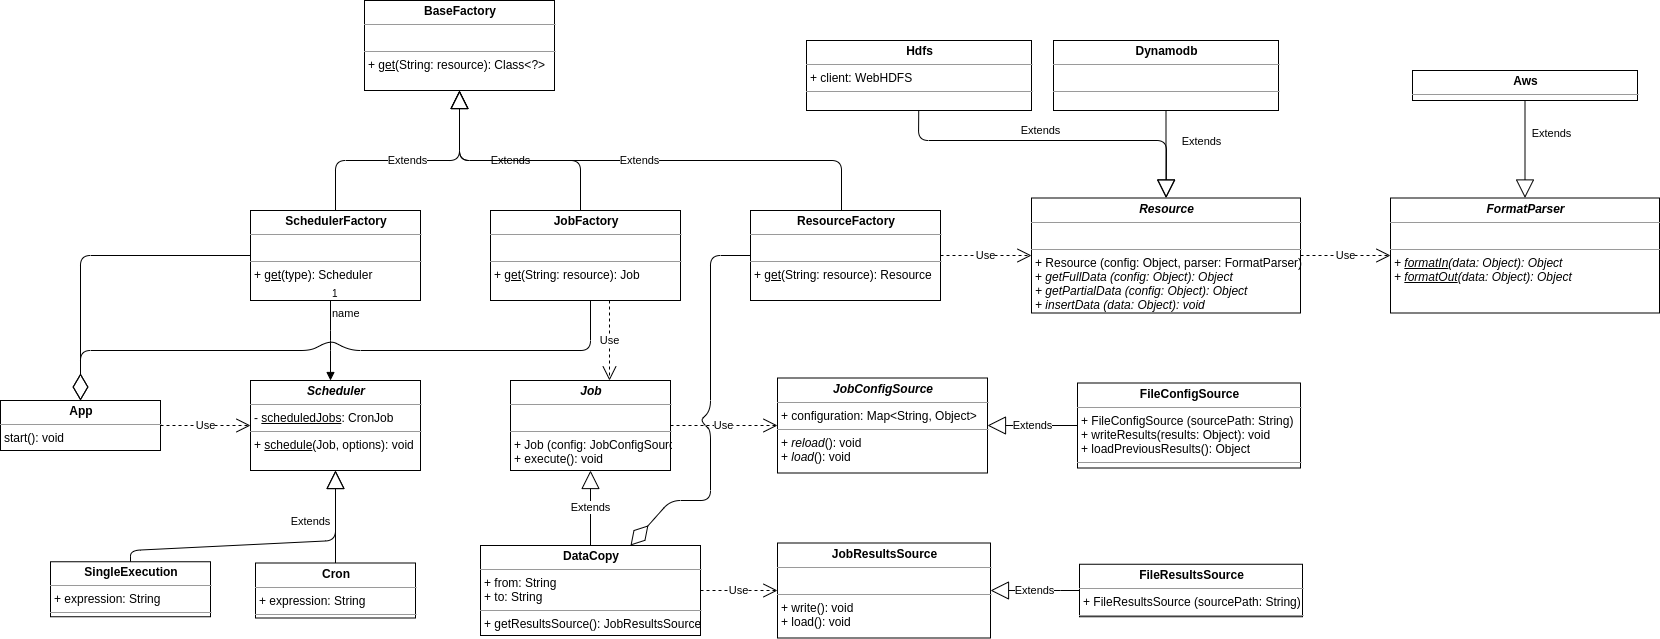 BaseFactory
+ get(String: resource): Class<?>
Hdfs
+ client: WebHDFS
Dynamodb
Aws
Extends
Extends
Extends
Extends
Extends
Extends
SchedulerFactory
+ get(type): Scheduler
1
name
JobFactory
+ get(String: resource): Job
ResourceFactory
+ get(String: resource): Resource
Use
Resource
+ Resource (config: Object, parser: FormatParser)
+ getFullData (config: Object): Object
+ getPartialData (config: Object): Object
+ insertData (data: Object): void
Use
FormatParser
+ formatIn(data: Object): Object
+ formatOut(data: Object): Object
Use
App
start(): void
Use
Scheduler
- scheduledJobs: CronJob
+ schedule(Job, options): void
Job
+ Job (config: JobConfigSourc
+ execute(): void
Use
JobConfigSource
+ configuration: Map<String, Object>
+ reload(): void
+ load(): void
Extends
FileConfigSource
+ FileConfigSource (sourcePath: String)
+ writeResults(results: Object): void
+ loadPreviousResults(): Object
Extends
Extends
SingleExecution
+ expression: String
Cron
+ expression: String
DataCopy
+ from: String
+ to: String
+ getResultsSource(): JobResultsSource
Use
JobResultsSource
+ write(): void
+ load(): void
Extends
FileResultsSource
+ FileResultsSource (sourcePath: String)